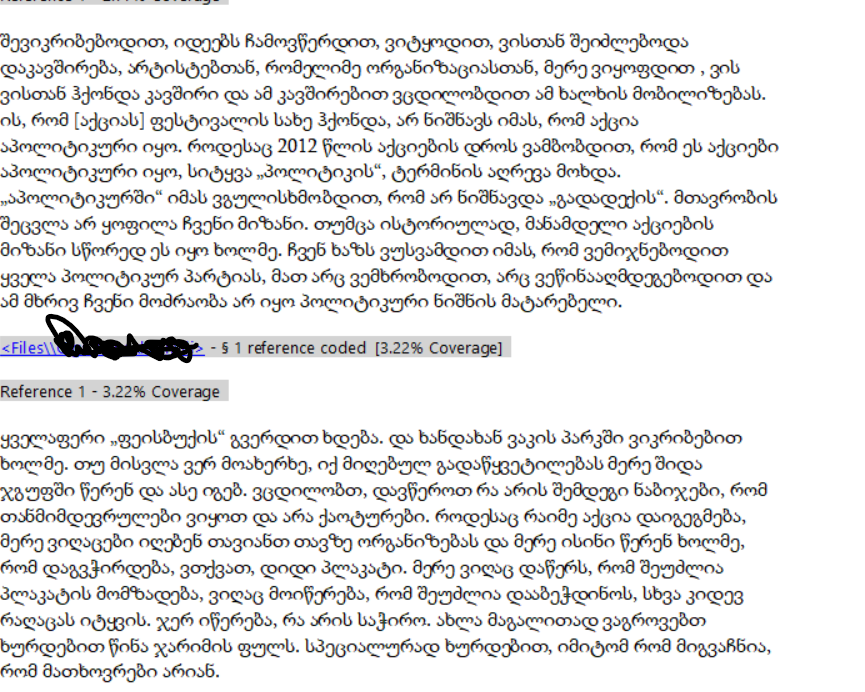 შევიკრიბებოდით, იდეებს ჩამოვწერდით, ვიტყოდით, ვისთან შეიძლებოდა
დაკავშირება, არტისტებთან, რომელიმე ორგანიზაციასთან, მერე ვიყოფდით , ვის
ვისთან ჰქონდა კავშირი და ამ კავშირებით ვცდილობდით ამ ხალხის მობილიზებას.
ის, რომ [აქციას] ფესტივალის სახე ჰქონდა, არ ნიშნავს იმას, რომ აქცია
აპოლიტიკური იყო. როდესაც 2012 წლის აქციების დროს ვამბობდით, რომ ეს აქციები
აპოლიტიკური იყო, სიტყვა „პოლიტიკის“, ტერმინის აღრევა მოხდა.
„აპოლიტიკურში“ იმას ვგულისხმობდით, რომ არ ნიშნავდა „გადადექის“. მთავრობის
შეცვლა არ ყოფილა ჩვენი მიზანი. თუმცა ისტორიულად, მანამდელი აქციების
მიზანი სწორედ ეს იყო ხოლმე. ჩვენ ხაზს ვუსვამდით იმას, რომ ვემიჯნებოდით
ყველა პოლიტიკურ პარტიას, მათ არც ვემხრობოდით, არც ვეწინააღმდეგებოდით და
ამ მხრივ ჩვენი მოძრაობა არ იყო პოლიტიკური ნიშნის მატარებელი.
<Files\\ > - § 1 reference coded [3.22% Coverage]
Reference 1 - 3.22% Coverage
ყველაფერი „ფეისბუქის“ გვერდით ხდება. და ხანდახან ვაკის პარკში ვიკრიბებით
ხოლმე. თუ მისვლა ვერ მოახერხე, იქ მიღებულ გადაწყვეტილებას მერე შიდა
ჯგუფში წერენ და ასე იგებ. ვცდილობთ, დავწეროთ რა არის შემდეგი ნაბიჯები, რომ
თანმიმდევრულები ვიყოთ და არა ქაოტურები. როდესაც რაიმე აქცია დაიგეგმება,
მერე ვიღაცები იღებენ თავიანთ თავზე ორგანიზებას და მერე ისინი წერენ ხოლმე,
რომ დაგვჭირდება, ვთქვათ, დიდი პლაკატი. მერე ვიღაც დაწერს, რომ შეუძლია
პლაკატის მომზადება, ვიღაც მოიწერება, რომ შეუძლია დააბეჭდინოს, სხვა კიდევ
რაღაცას იტყვის. ჯერ იწერება, რა არის საჭირო. ახლა მაგალითად ვაგროვებთ
ხურდებით წინა ჯარიმის ფულს. სპეციალურად ხურდებით, იმიტომ რომ მიგვაჩნია,
რომ მათხოვრები არიან.